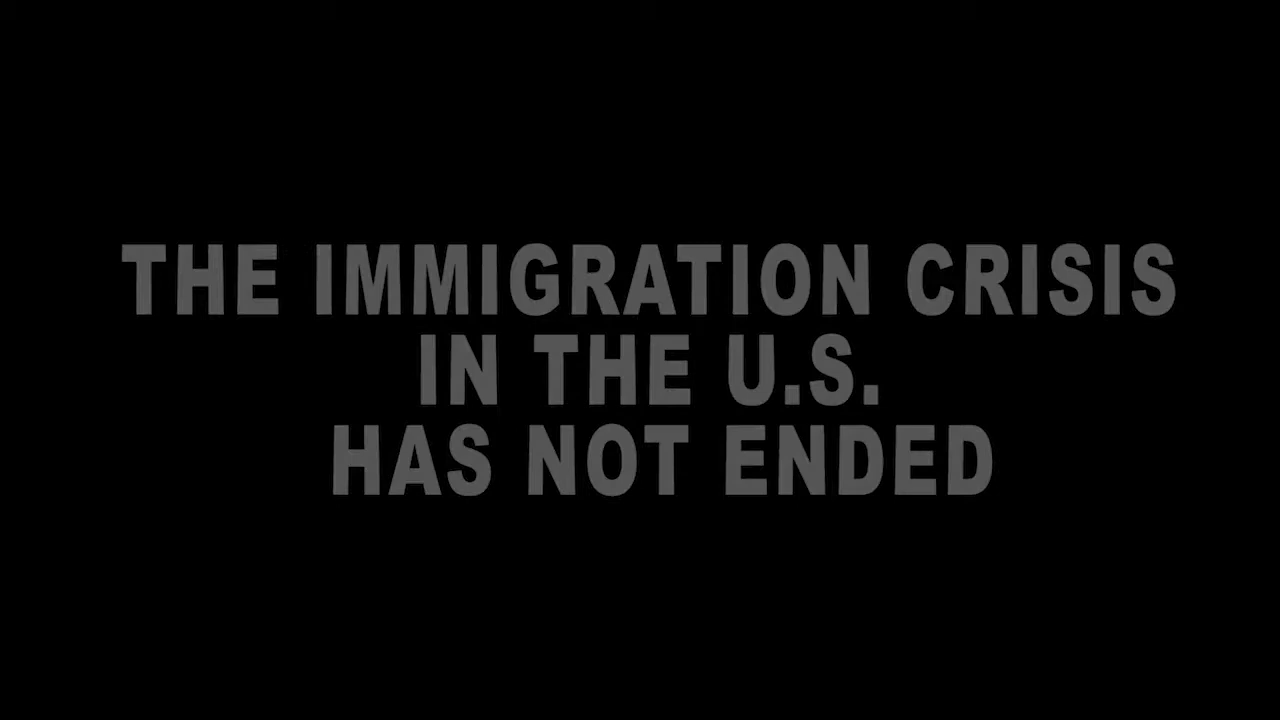 THE IMMIGRATION CRISIS
IN THE U.S.
HAS NOT ENDED